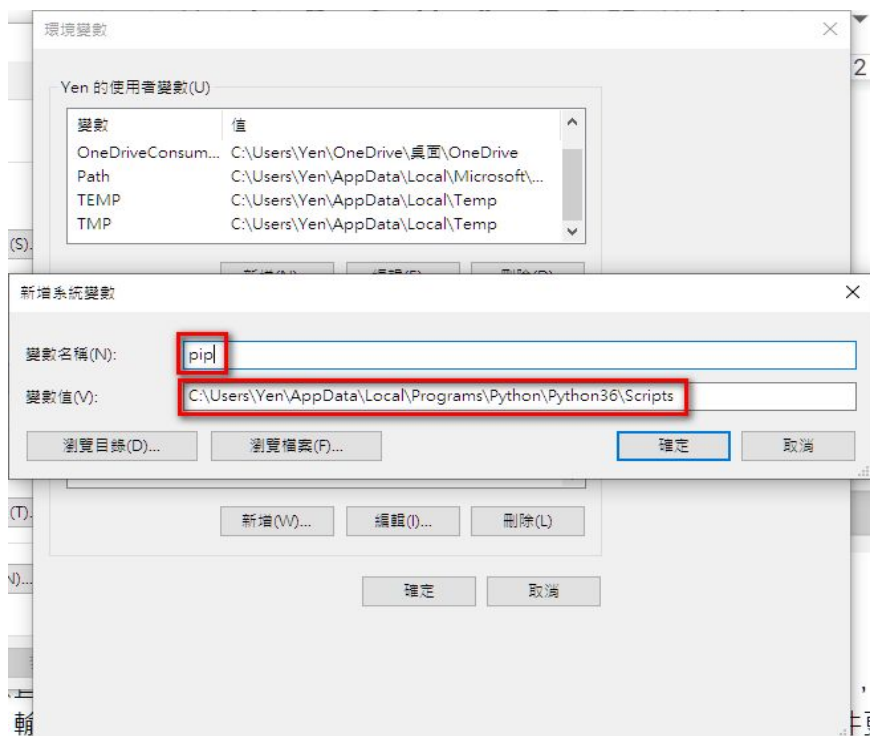 環境變數
2
Yen 的使用者變數(U)
變數 值
OneDriveConsum... C:\Users\Yen\OneDrive\桌面\OneDrive
Path C:\Users\Yen\AppData\Local\Microsoft\...
TEMP C:\Users\Yen\AppData\Local\Temp
TMP C:\Users\Yen\AppData\Local\Temp
(S).
新增系統變數
變數名稱(N): pip
變數值(V): C:\Users\Yen\AppData\Local\Programs\Python\Python36\Scripts
瀏覽目錄(D)... 瀏覽檔案(F)... 確定 取消
(T).
新增(W)... 編輯(I)... 刪除(L)
N)...
確定 取消
,
輸